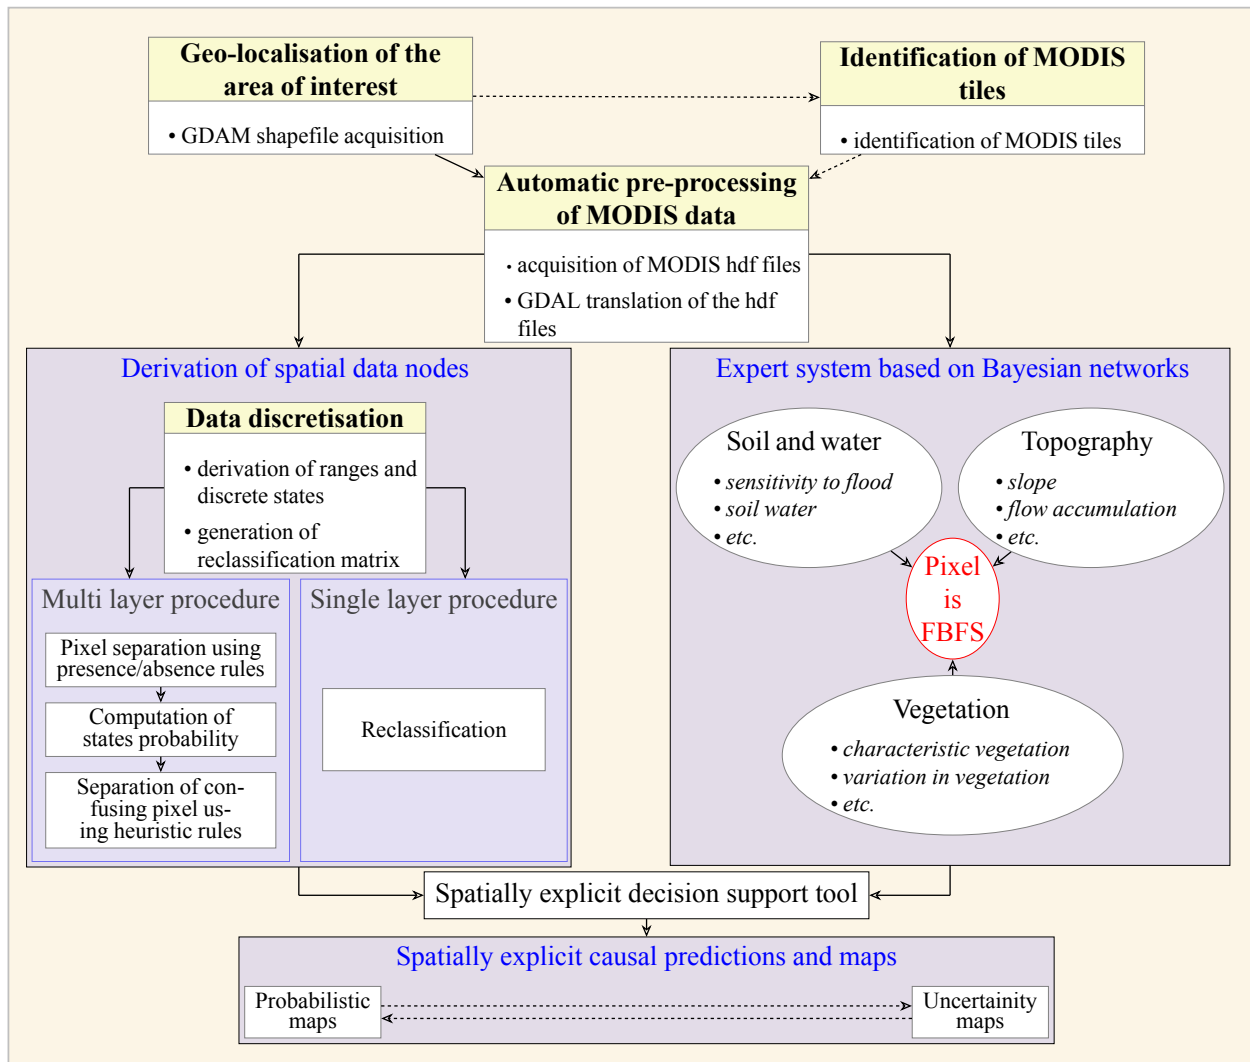 Geo-localisation of the
area of interest
• GDAM shapefile acquisition
Identification of MODIS
tiles
• identification of MODIS tiles
Automatic pre-processing
of MODIS data
• acquisition of MODIS hdf files
• GDAL translation of the hdf
files
Derivation of spatial data nodes
Data discretisation
• derivation of ranges and
discrete states
• generation of
reclassification matrix
Multi layer procedure
Pixel separation using
presence/absence rules
Computation of
states probability
Separation of con-
fusing pixel us-
ing heuristic rules
Single layer procedure
Reclassification
Expert system based on Bayesian networks
Soil and water
• sensitivity to flood
• soil water
• etc.
Topography
• slope
• flow accumulation
• etc.
Pixel
is
FBFS
Vegetation
• characteristic vegetation
• variation in vegetation
• etc.
Spatially explicit decision support tool
Spatially explicit causal predictions and maps
Probabilistic
maps
Uncertainity
maps